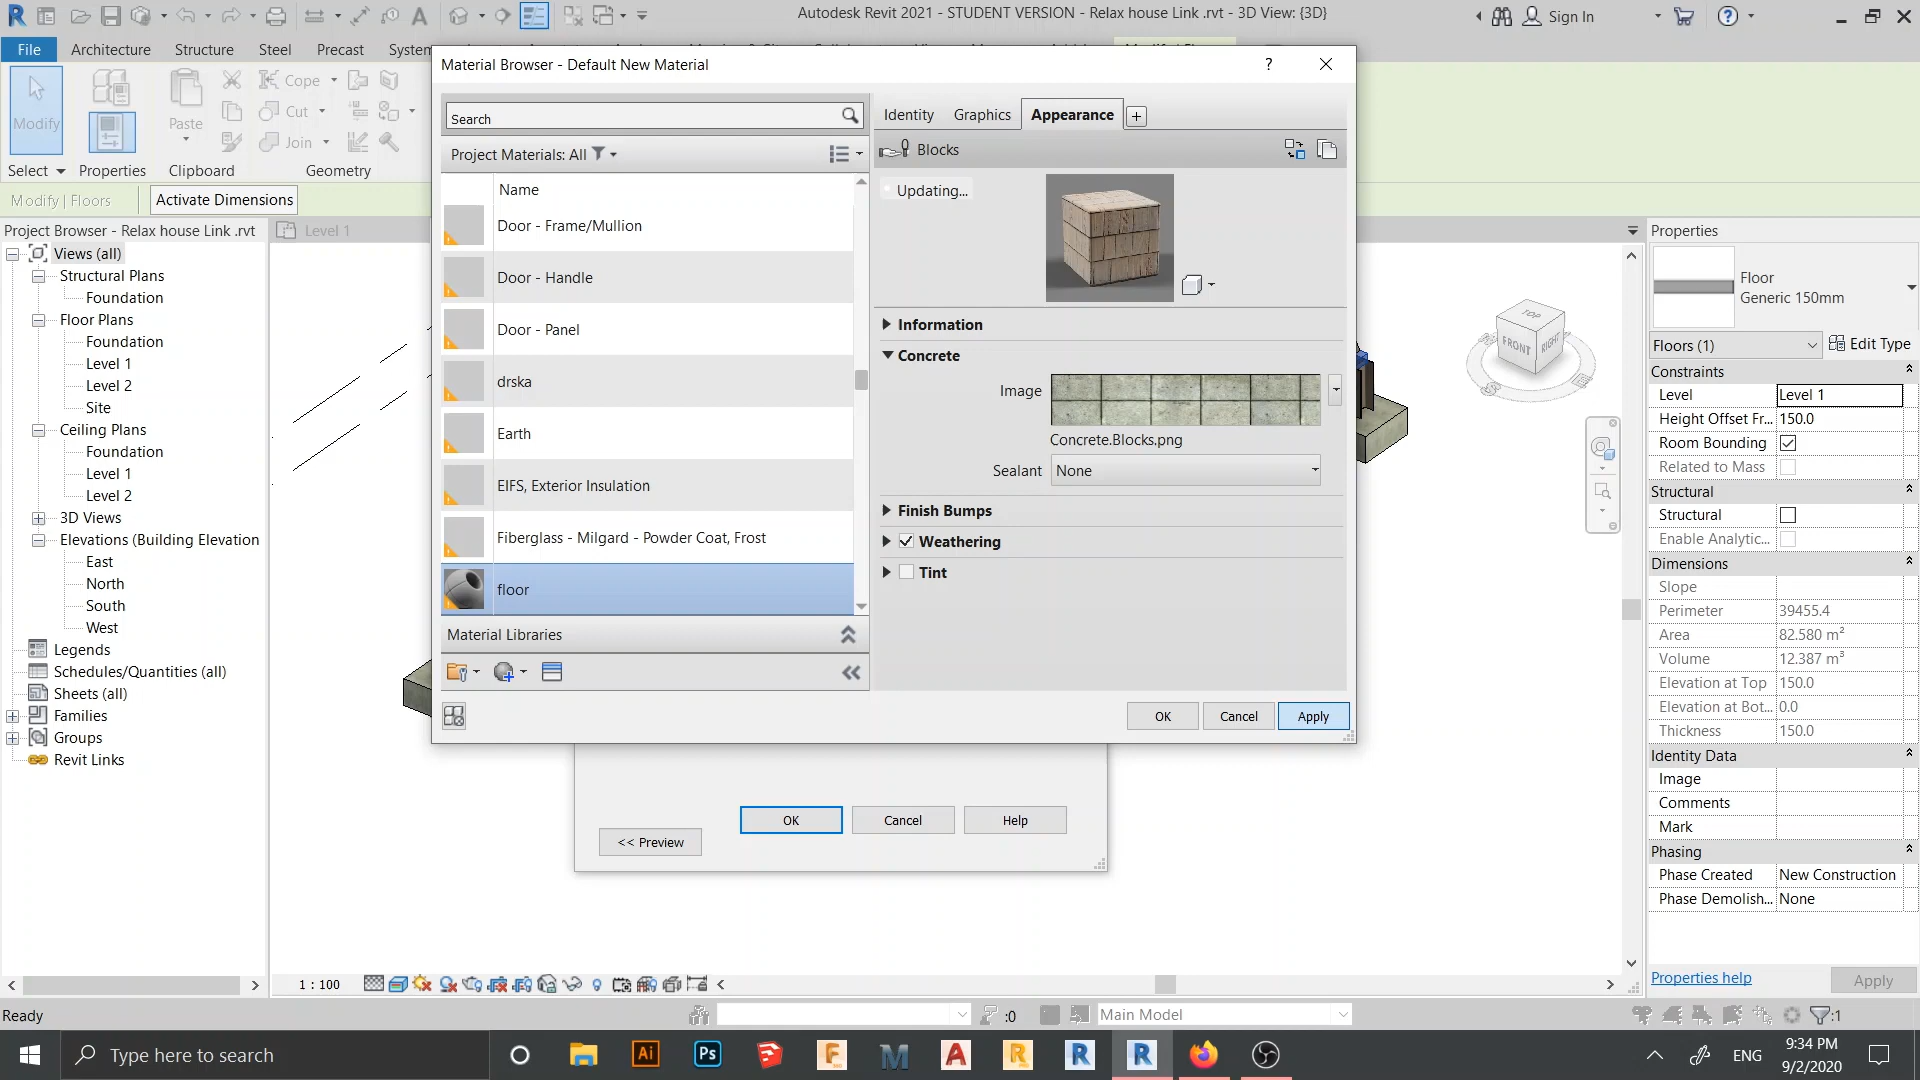 Autodesk Revit 2021 - STUDENT VERSION - Relax house Link .rvt - 3D View: {3D}
Sign In
File
Architecture
Structure
Steel
Precast
System
Modify
Cope
Cut
Join
Paste
Select
Properties
Clipboard
Geometry
Modify | Floors
Activate Dimensions
Project Browser - Relax house Link .rvt
Level 1
Views (all)
Structural Plans
Foundation
Floor Plans
Foundation
Level 1
Level 2
Site
Ceiling Plans
Foundation
Level 1
Level 2
3D Views
Elevations (Building Elevation
East
North
South
West
Legends
Schedules/Quantities (all)
Sheets (all)
Families
Groups
Revit Links
Material Browser - Default New Material
?
Search
Project Materials: All
Name
Door - Frame/Mullion
Door - Handle
Door - Panel
drska
Earth
EIFS, Exterior Insulation
Fiberglass - Milgard - Powder Coat, Frost
floor
Material Libraries
Identity
Graphics
Appearance
Blocks
Updating...
Information
Concrete
Image
Concrete.Blocks.png
Sealant
None
Finish Bumps
Weathering
Tint
OK
Cancel
Apply
OK
Cancel
Help
<< Preview
TOP
FRONT
RIGHT
Properties
Floor
Generic 150mm
Floors (1)
Edit Type
Constraints
Level
Level 1
Height Offset Fr...
150.0
Room Bounding
Related to Mass
Structural
Structural
Enable Analytic...
Dimensions
Slope
Perimeter
39455.4
Area
82.580 m²
Volume
12.387 m³
Elevation at Top
150.0
Elevation at Bot...
0.0
Thickness
150.0
Identity Data
Image
Comments
Mark
Phasing
Phase Created
New Construction
Phase Demolish...
None
Properties help
Apply
1 : 100
Ready
:0
Main Model
:1
Type here to search
ENG
9:34 PM
9/2/2020